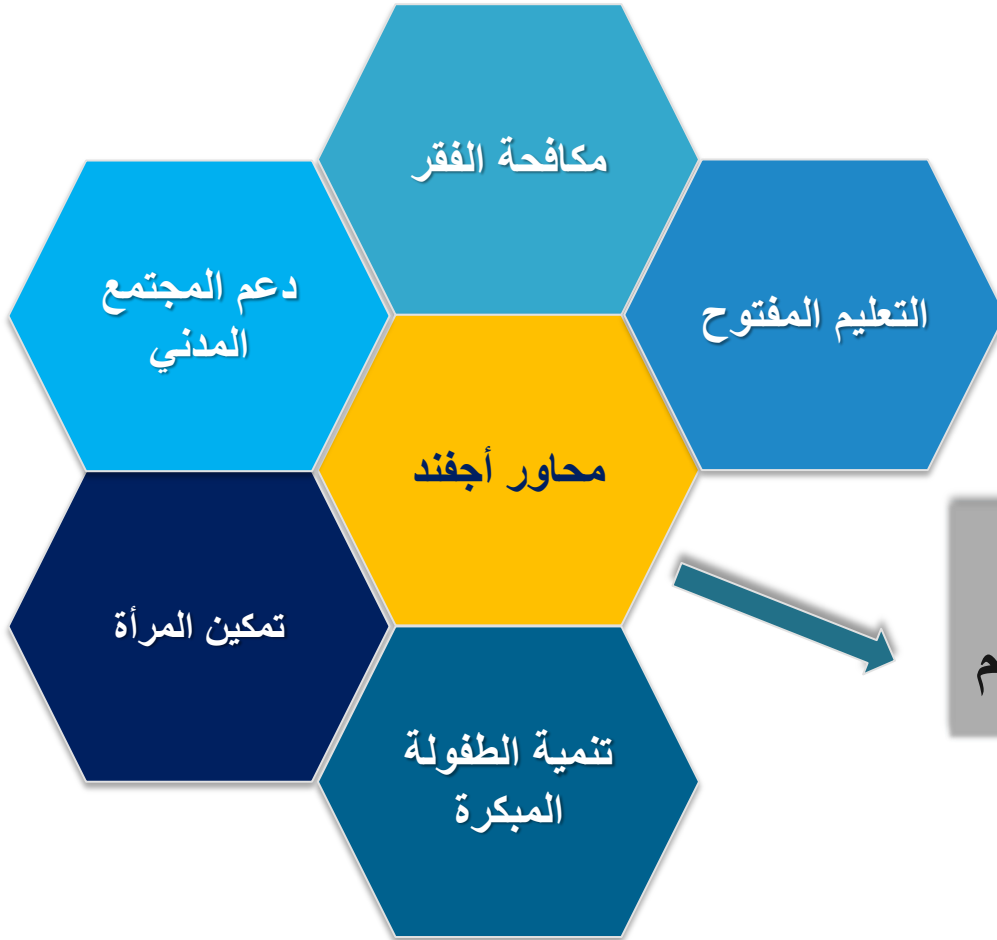 مكافحة الفقر
التعليم المفتوح
دعم المجتمع
المدني
محاور أجفند
تمكين المرأة
تنمية الطفولة
المبكرة